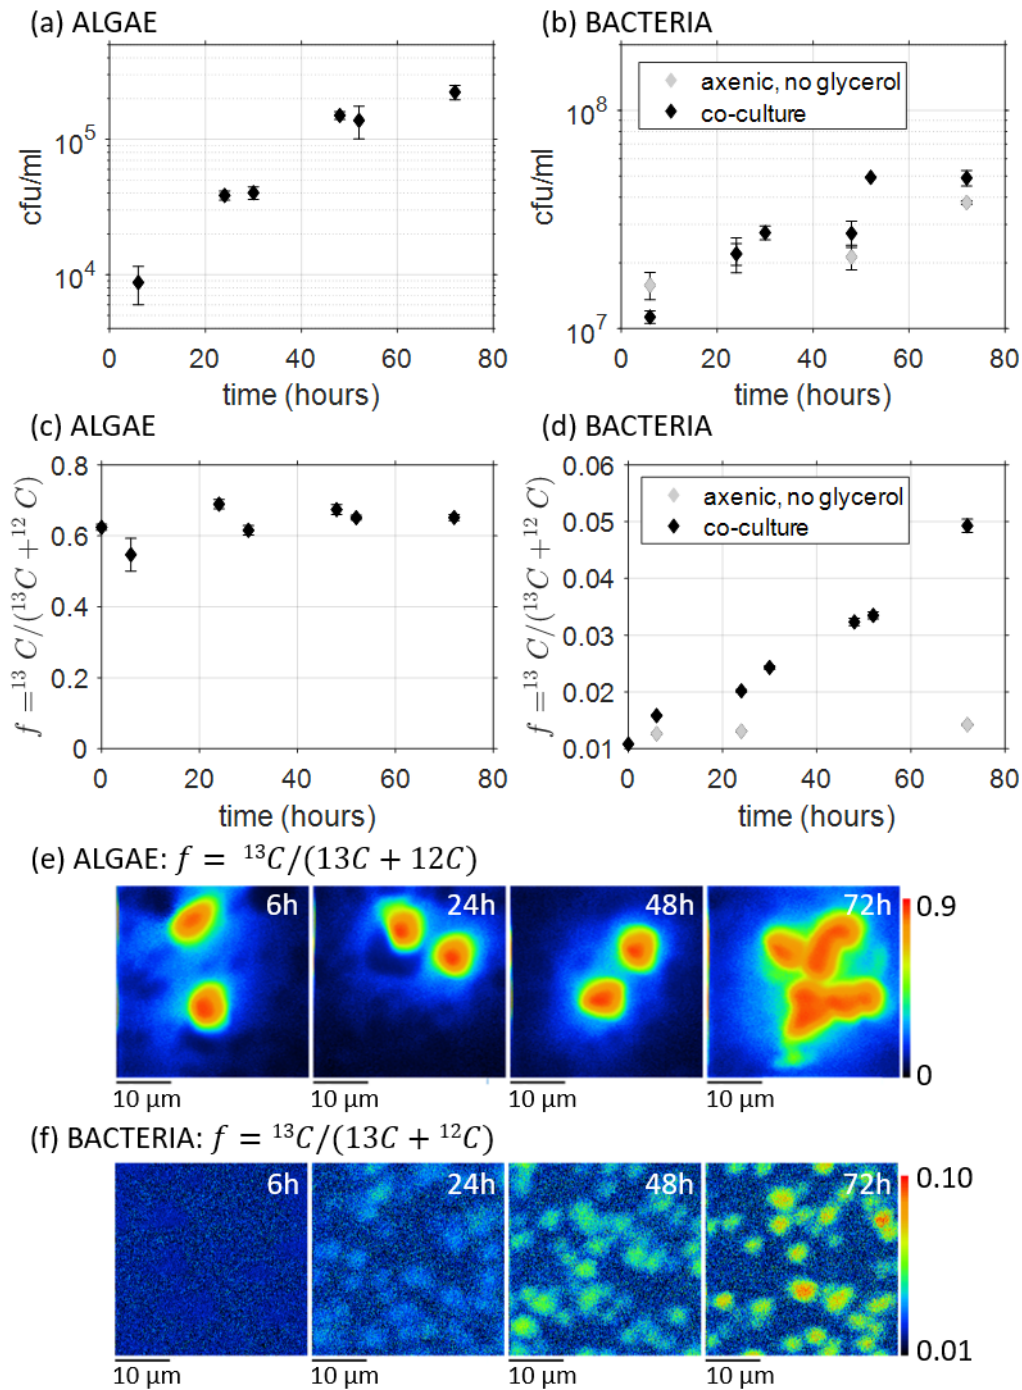 (a) ALGAE
cfu/ml
10^5
10^4
0 20 40 60 80
time (hours)
(b) BACTERIA
axenic, no glycerol
co-culture
10^8
10^7
0 20 40 60 80
time (hours)
(c) ALGAE
f =^13 C/(^13C +^12 C)
0.8
0.6
0.4
0.2
0
0 20 40 60 80
time (hours)
(d) BACTERIA
f =^13 C/(^13C +^12 C)
axenic, no glycerol
co-culture
0.06
0.05
0.04
0.03
0.02
0.01
0 20 40 60 80
time (hours)
(e) ALGAE: f = ^13C/(13C + 12C)
6h 24h 48h 72h 0.9
0
10 µm 10 µm 10 µm 10 µm
(f) BACTERIA: f = ^13C/(13C + ^12C)
6h 24h 48h 72h 0.10
0.01
10 µm 10 µm 10 µm 10 µm